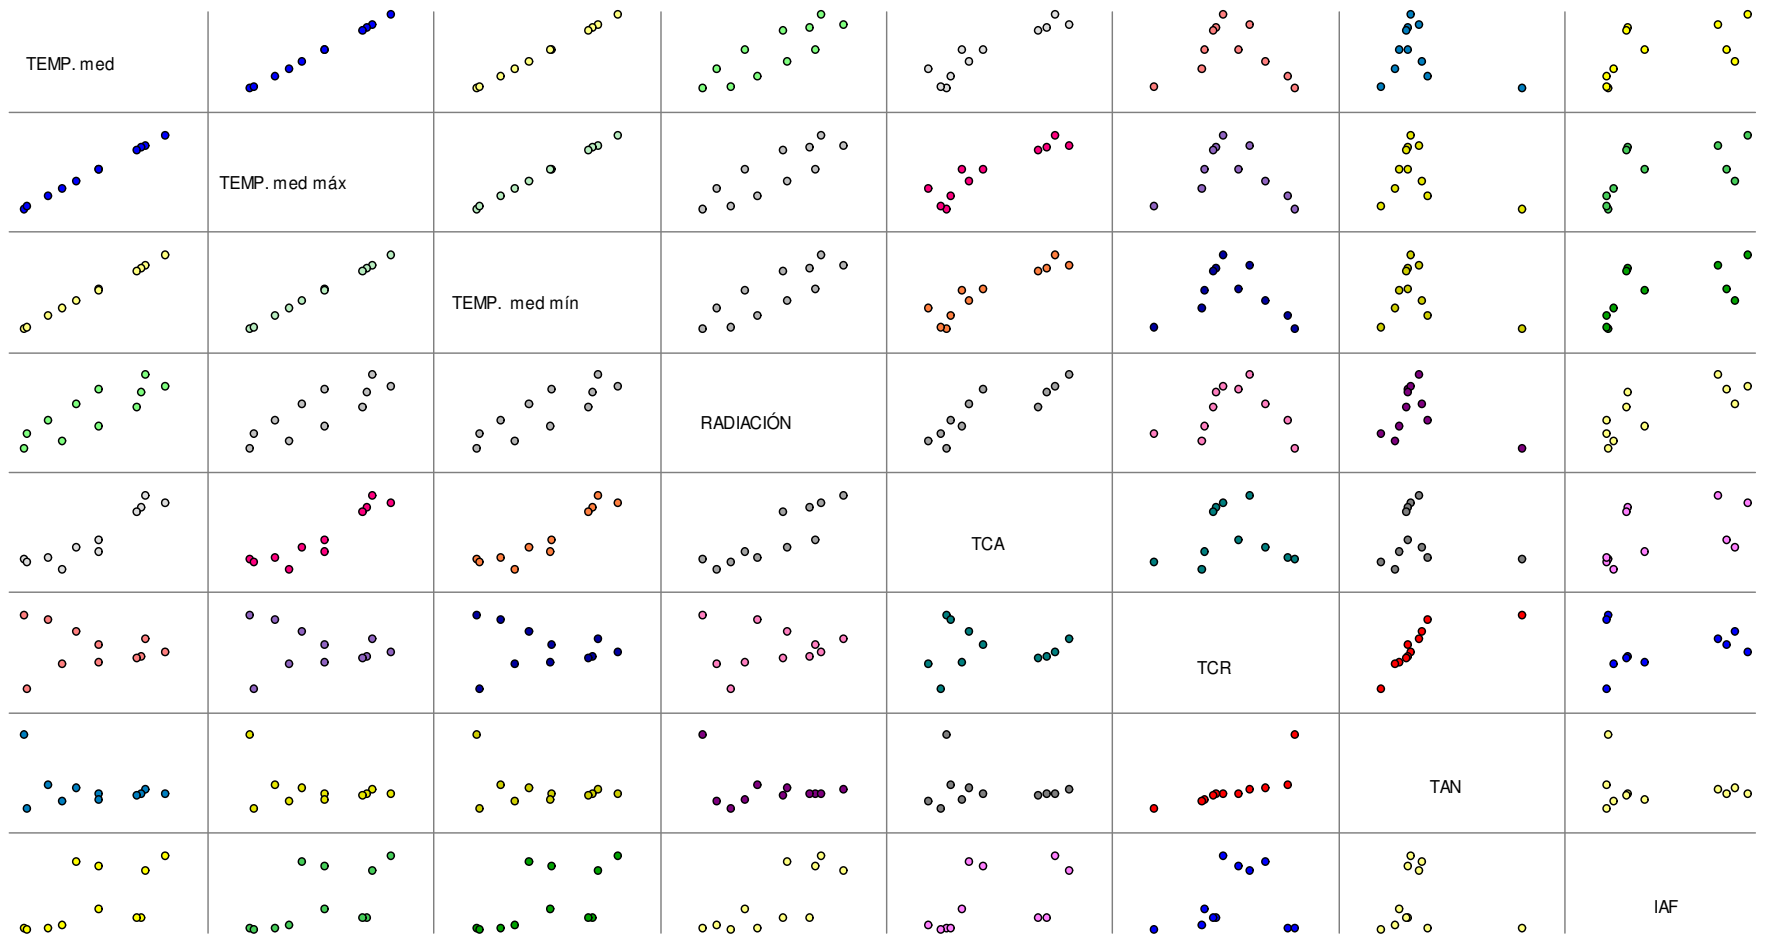 TEMP. med
TEMP. med máx
TEMP. med mín
RADIACIÓN
TCA
TCR
TAN
IAF